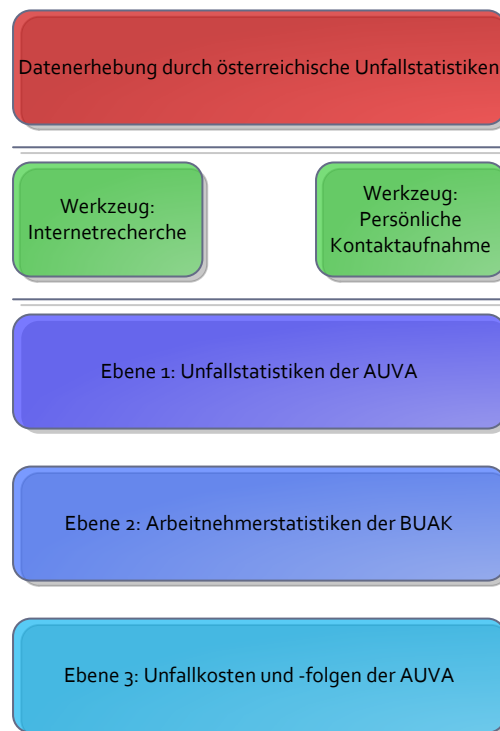 Datenerhebung durch österreichische Unfallstatistiken
Werkzeug:
Internetrecherche
Werkzeug:
Persönliche
Kontaktaufnahme
Ebene 1: Unfallstatistiken der AUVA
Ebene 2: Arbeitnehmerstatistiken der BUAK
Ebene 3: Unfallkosten und -folgen der AUVA